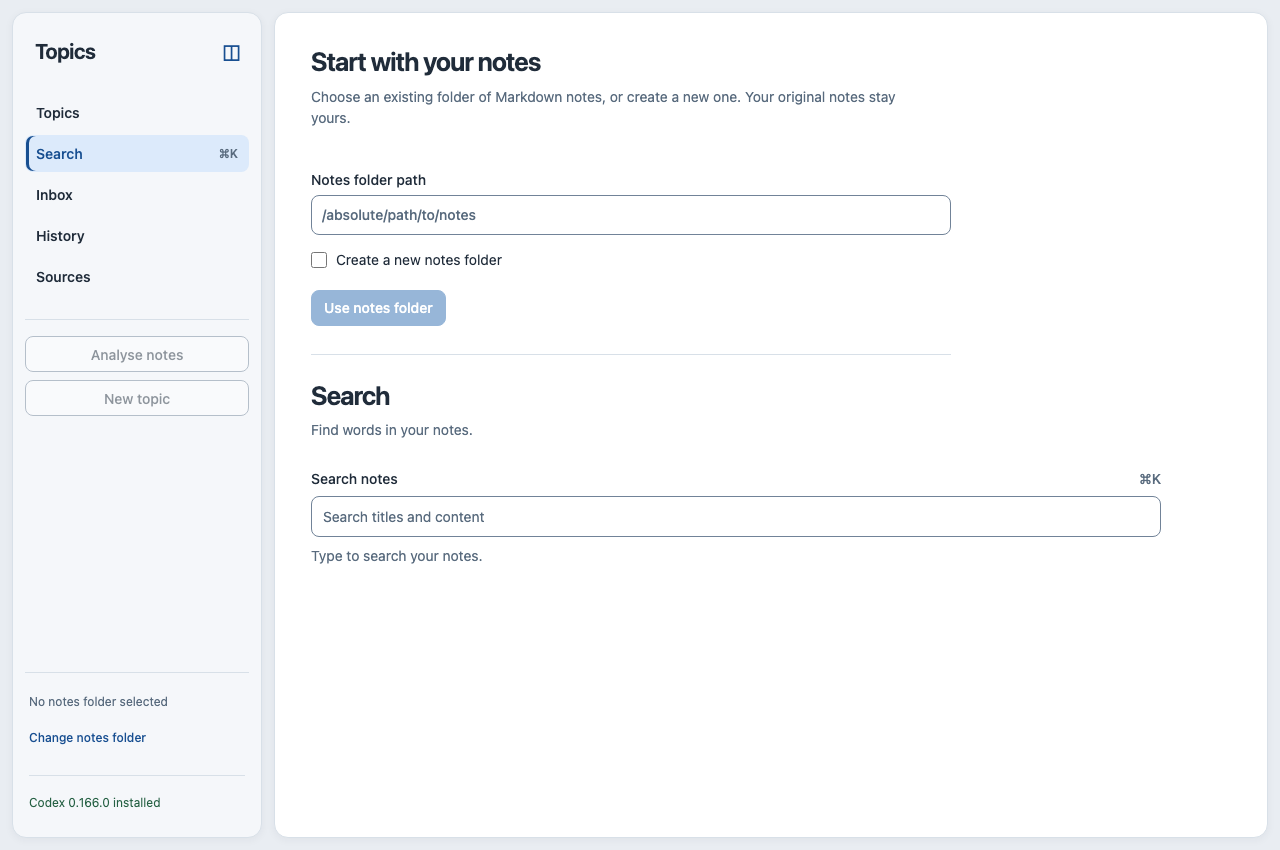 Topics
Topics
Search ⌘K
Inbox
History
Sources
Analyse notes
New topic
No notes folder selected
Change notes folder
Codex 0.166.0 installed
Start with your notes
Choose an existing folder of Markdown notes, or create a new one. Your original notes stay
yours.
Notes folder path
/absolute/path/to/notes
Create a new notes folder
Use notes folder
Search
Find words in your notes.
Search notes ⌘K
Search titles and content
Type to search your notes.